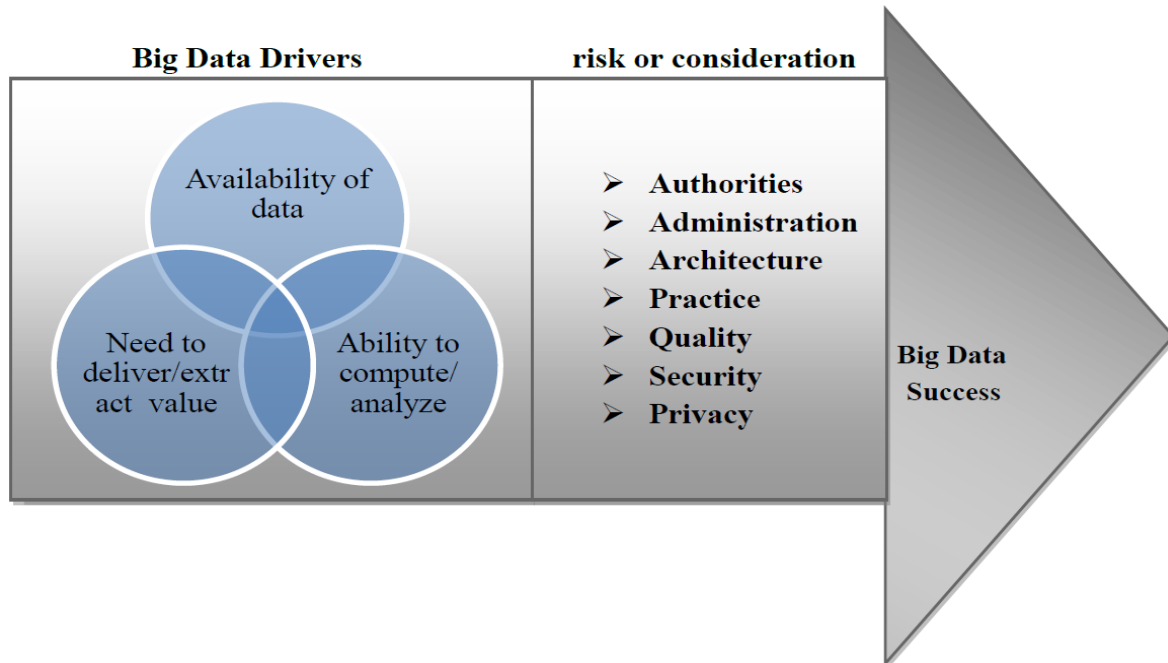 Big Data Drivers
risk or consideration
Availability of
data
Need to
deliver/extr
act value
Ability to
compute/
analyze
➢ Authorities
➢ Administration
➢ Architecture
➢ Practice
➢ Quality
➢ Security
➢ Privacy
Big Data
Success